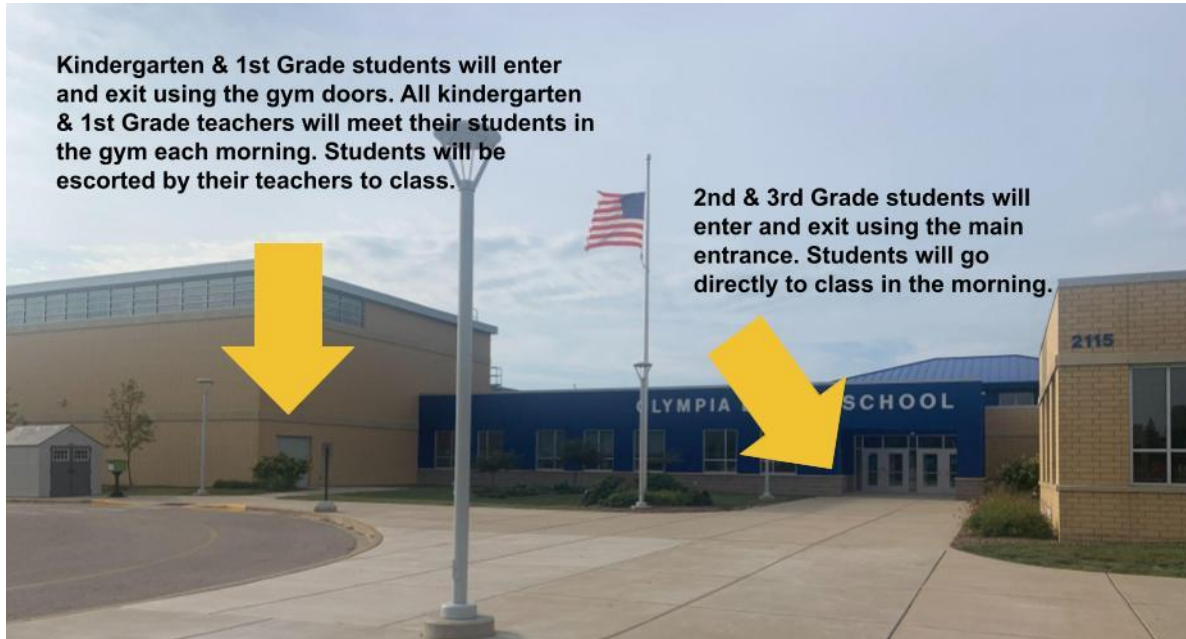 Kindergarten & 1st Grade students will enter
and exit using the gym doors. All kindergarten
& 1st Grade teachers will meet their students in
the gym each morning. Students will be
escorted by their teachers to class.
2nd & 3rd Grade students will
enter and exit using the main
entrance. Students will go
directly to class in the morning.
2115
OLYMPIA SCHOOL